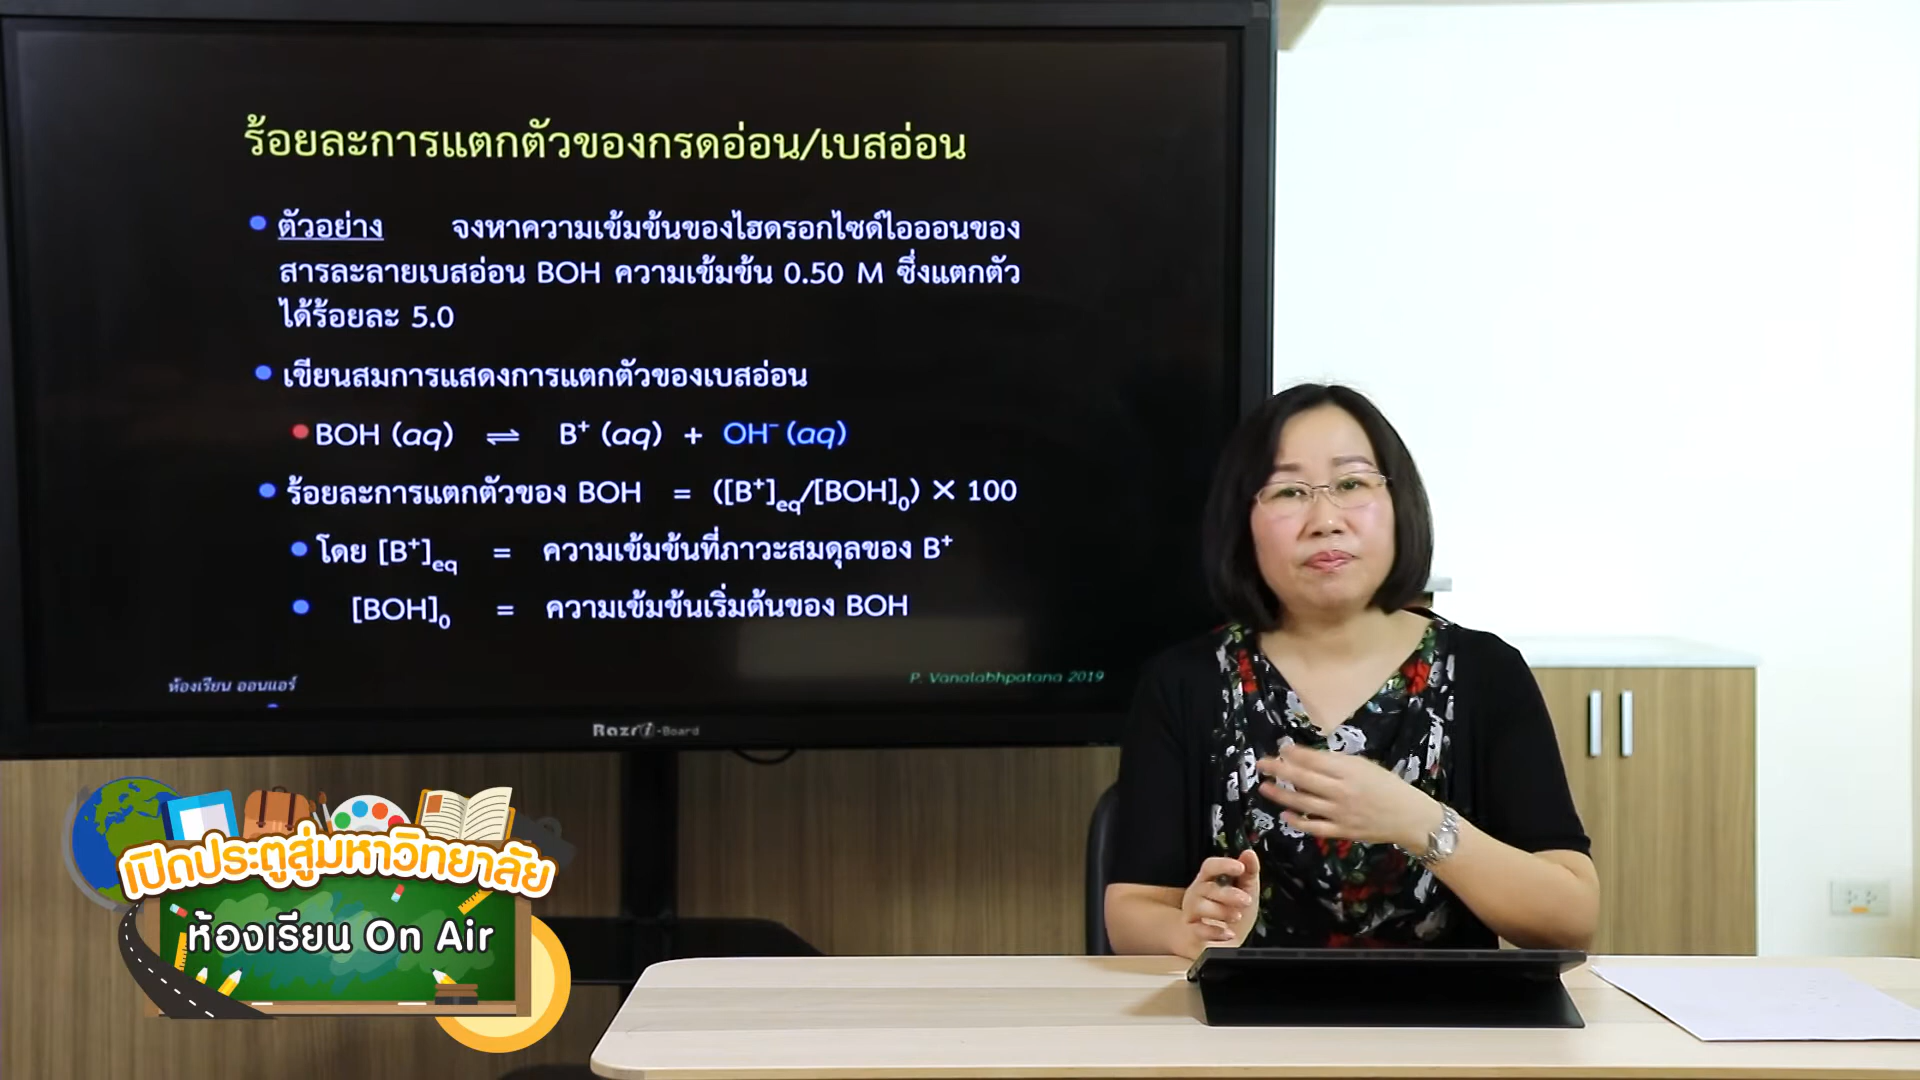 ร้อยละการแตกตัวของกรดอ่อน/เบสอ่อน
ตัวอย่าง จงหาความเข้มข้นของไฮดรอกไซด์ไอออนของ
สารละลายเบสอ่อน BOH ความเข้มข้น 0.50 M ซึ่งแตกตัว
ได้ร้อยละ 5.0
เขียนสมการแสดงการแตกตัวของเบสอ่อน
BOH (aq) ⇌ B⁺ (aq) + OH⁻ (aq)
ร้อยละการแตกตัวของ BOH = ([B⁺]eq/[BOH]₀) × 100
โดย [B⁺]eq = ความเข้มข้นที่ภาวะสมดุลของ B⁺
[BOH]₀ = ความเข้มข้นเริ่มต้นของ BOH
ห้องเรียน ออนแอร์
P. Vanalabhpatana 2019
Razr i-Board
เปิดประตูสู่มหาวิทยาลัย
ห้องเรียน On Air